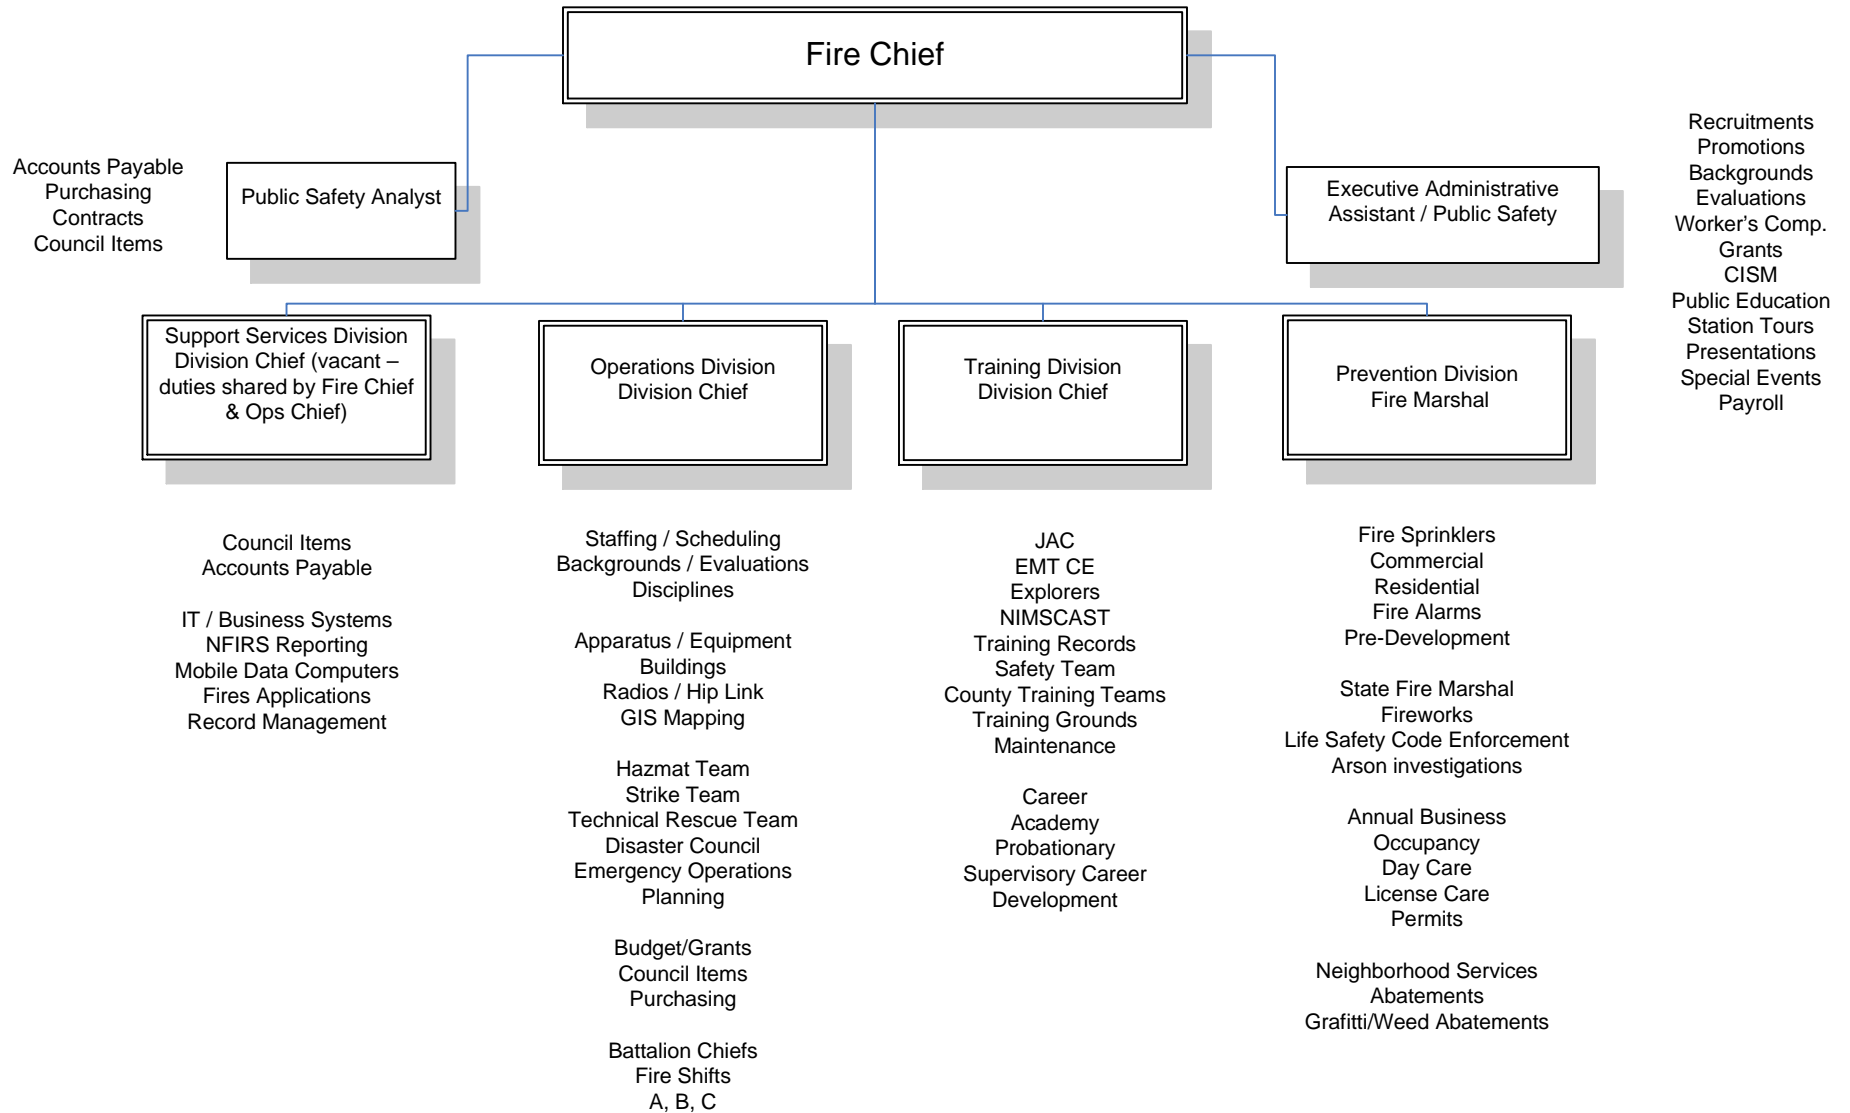 Fire Chief
Accounts Payable
Purchasing
Contracts
Council Items
Public Safety Analyst
Executive Administrative
Assistant / Public Safety
Recruitments
Promotions
Backgrounds
Evaluations
Worker's Comp.
Grants
CISM
Public Education
Station Tours
Presentations
Special Events
Payroll
Support Services Division
Division Chief (vacant –
duties shared by Fire Chief
& Ops Chief)
Operations Division
Division Chief
Training Division
Division Chief
Prevention Division
Fire Marshal
Council Items
Accounts Payable
IT / Business Systems
NFIRS Reporting
Mobile Data Computers
Fires Applications
Record Management
Staffing / Scheduling
Backgrounds / Evaluations
Disciplines
Apparatus / Equipment
Buildings
Radios / Hip Link
GIS Mapping
Hazmat Team
Strike Team
Technical Rescue Team
Disaster Council
Emergency Operations
Planning
Budget/Grants
Council Items
Purchasing
Battalion Chiefs
Fire Shifts
A, B, C
JAC
EMT CE
Explorers
NIMSCAST
Training Records
Safety Team
County Training Teams
Training Grounds
Maintenance
Career
Academy
Probationary
Supervisory Career
Development
Fire Sprinklers
Commercial
Residential
Fire Alarms
Pre-Development
State Fire Marshal
Fireworks
Life Safety Code Enforcement
Arson investigations
Annual Business
Occupancy
Day Care
License Care
Permits
Neighborhood Services
Abatements
Grafitti/Weed Abatements